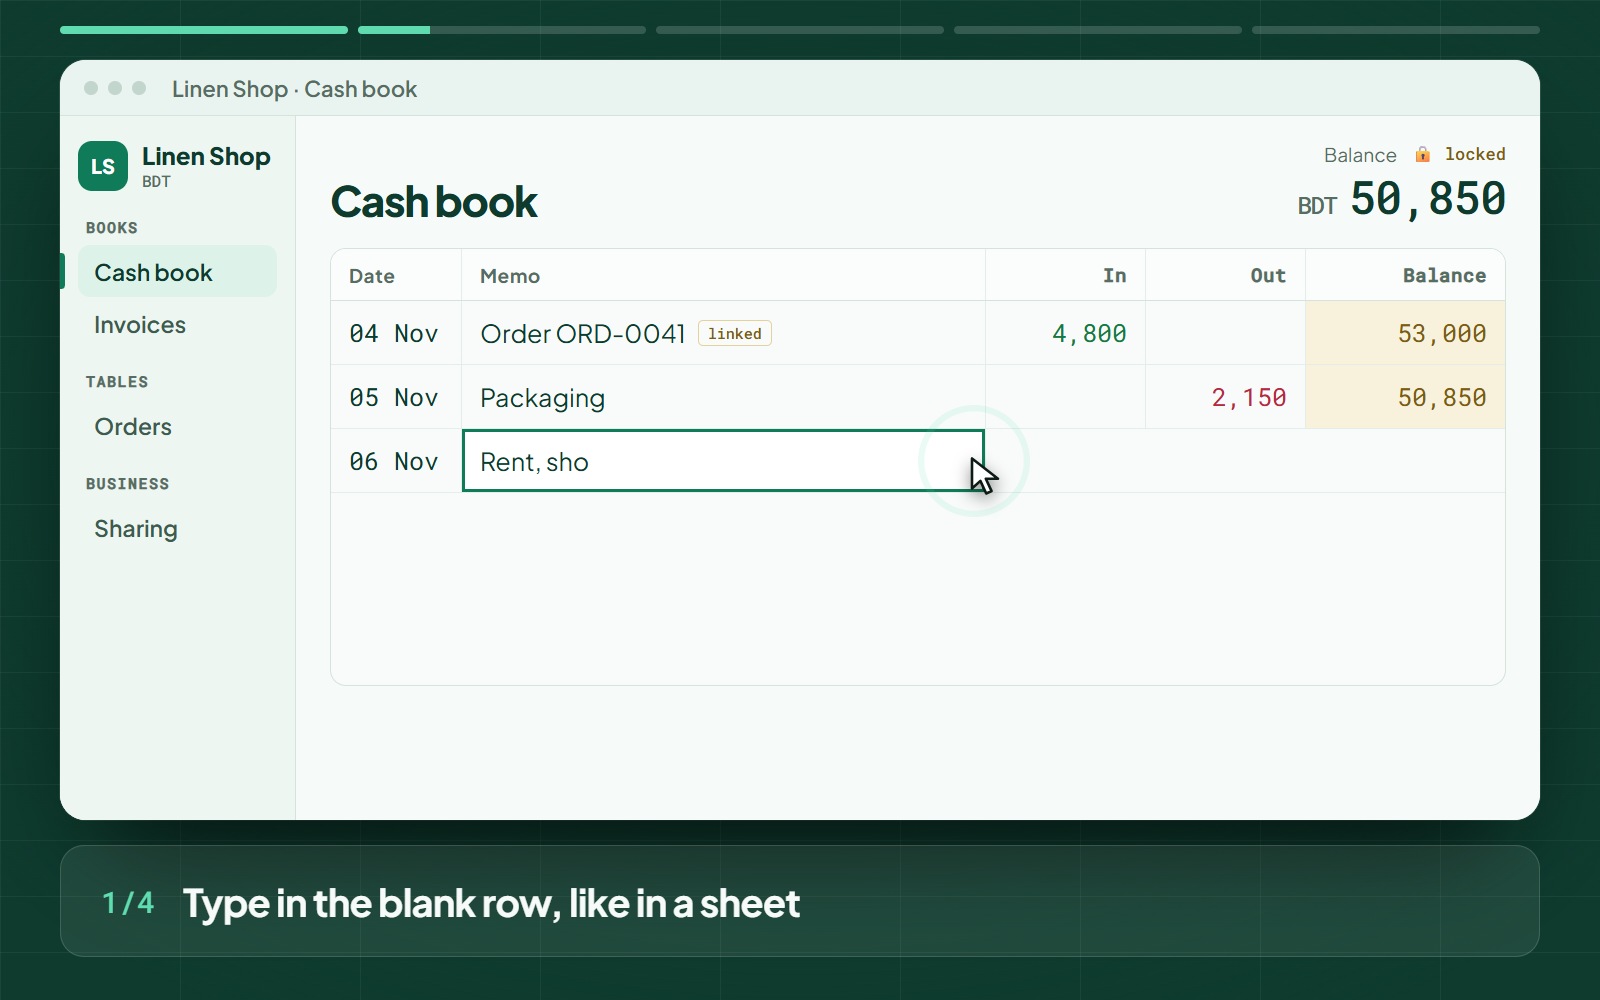 Linen Shop · Cash book
LS
Linen Shop
BDT
BOOKS
Cash book
Invoices
TABLES
Orders
BUSINESS
Sharing
Balance 🔒 locked
Cash book
BDT 50,850
Date Memo In Out Balance
04 Nov Order ORD-0041 linked 4,800 53,000
05 Nov Packaging 2,150 50,850
06 Nov Rent, sho
1/4 Type in the blank row, like in a sheet